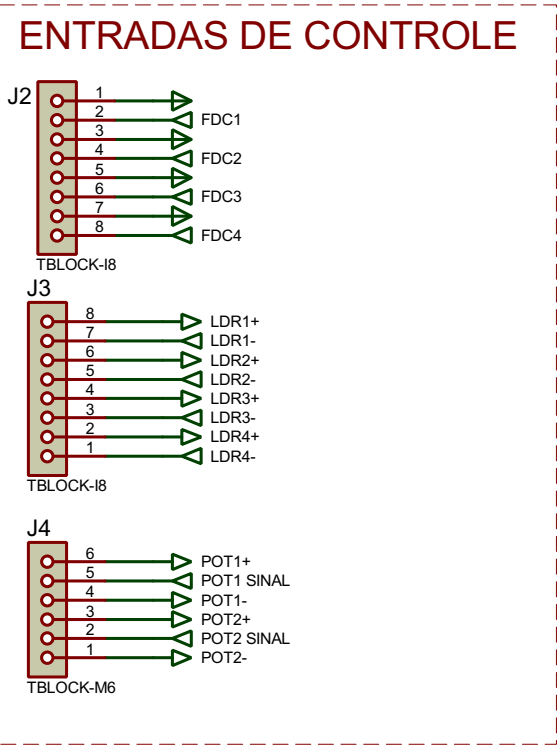 ENTRADAS DE CONTROLE
J2
1
2 FDC1
3
4 FDC2
5
6 FDC3
7
8 FDC4
TBLOCK-I8
J3
8 LDR1+
7 LDR1-
6 LDR2+
5 LDR2-
4 LDR3+
3 LDR3-
2 LDR4+
1 LDR4-
TBLOCK-I8
J4
6 POT1+
5 POT1 SINAL
4 POT1-
3 POT2+
2 POT2 SINAL
1 POT2-
TBLOCK-M6